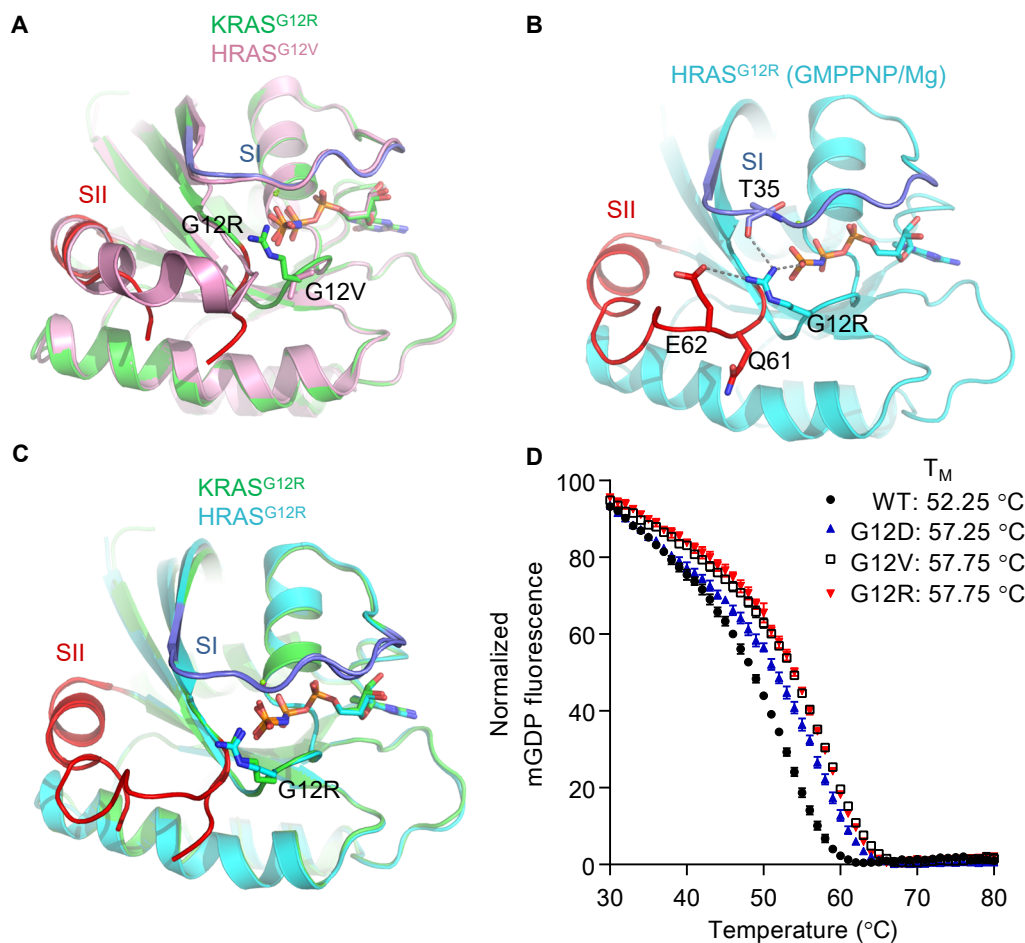 A
KRASG12R
HRASG12V
SI
SII
G12R
G12V
B
HRASG12R (GMPPNP/Mg)
SI
T35
SII
G12R
E62
Q61
C
KRASG12R
HRASG12R
SI
SII
G12R
D
TM
WT: 52.25 °C
G12D: 57.25 °C
G12V: 57.75 °C
G12R: 57.75 °C
Normalized
mGDP fluorescence
100
80
60
40
20
0
30 40 50 60 70 80
Temperature (°C)